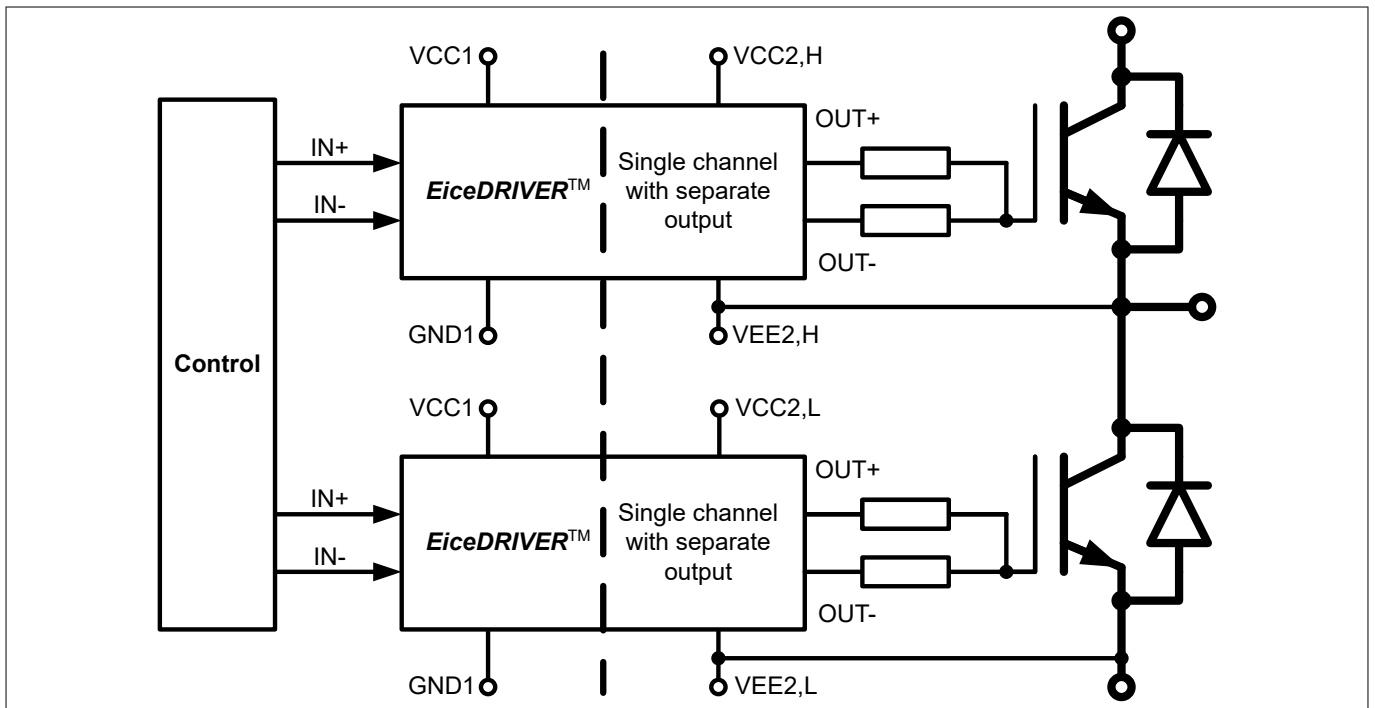 VCC1
VCC2,H
OUT+
IN+
EiceDRIVER™
Single channel
with separate
output
IN-
OUT-
GND1
VEE2,H
Control
VCC1
VCC2,L
OUT+
IN+
EiceDRIVER™
Single channel
with separate
output
IN-
OUT-
GND1
VEE2,L